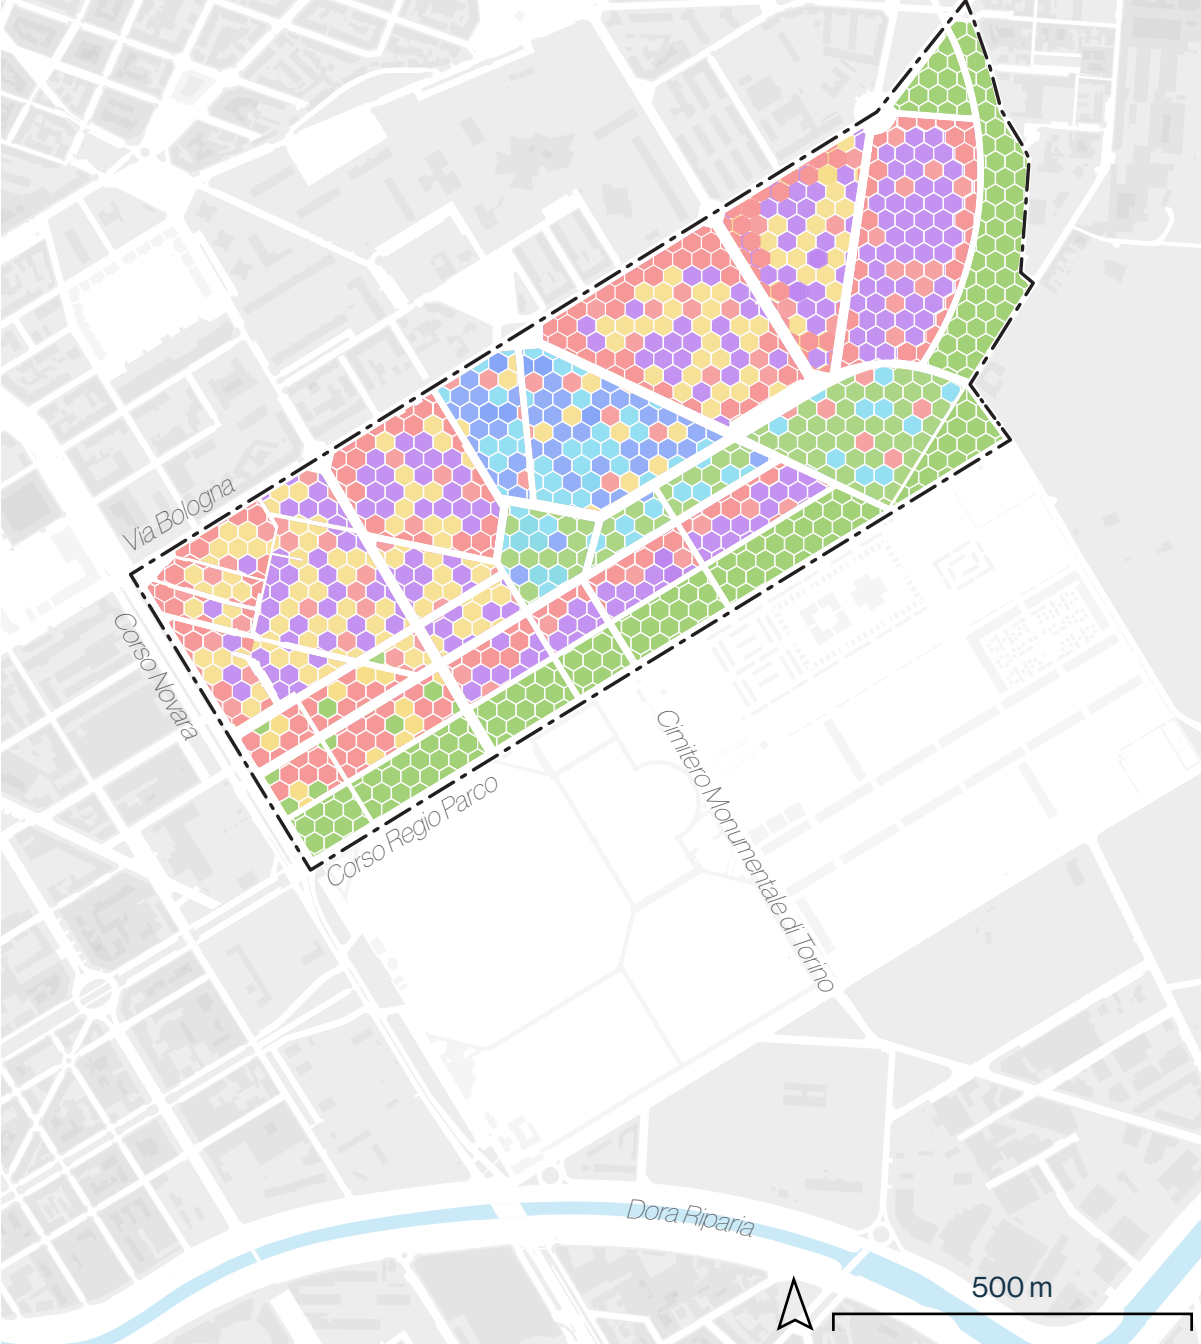 Via Bologna
Corso Novara
Corso Regio Parco
Cimitero Monumentale di Torino
Dora Riparia
500 m